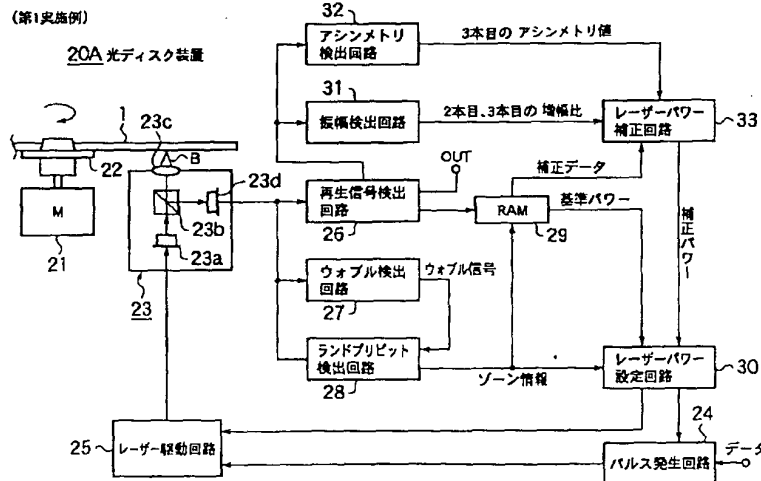 (第1実施例)
20A 光ディスク装置
32
アシンメトリ
検出回路
3本目の アシンメトリ値
31
振幅検出回路
2本目、3本目の 増幅比
レーザーパワー
補正回路
33
1
23c
B
22
23d
OUT
再生信号検出
回路
26
補正データ
基準パワー
RAM
29
補正パワー
M
21
23b
23a
23
ウォブル検出
回路
27
ウォブル信号
ランドプリピット
検出回路
28
ゾーン情報
レーザーパワー
設定回路
30
24
25
レーザー駆動回路
パルス発生回路
データ